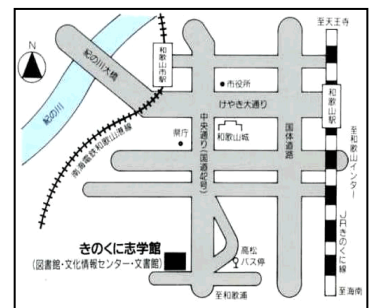 至天王寺
N
和歌山市駅
紀の川大橋
市役所
和歌山駅
けやき大通り
紀の川
中央通り(国道42号)
国体道路
県庁
和歌山城
至和歌山インター
南海電鉄和歌山港線
JRきのくに線
きのくに志学館
(図書館・文化情報センター・文書館)
高松
バス停
至和歌浦
至海南